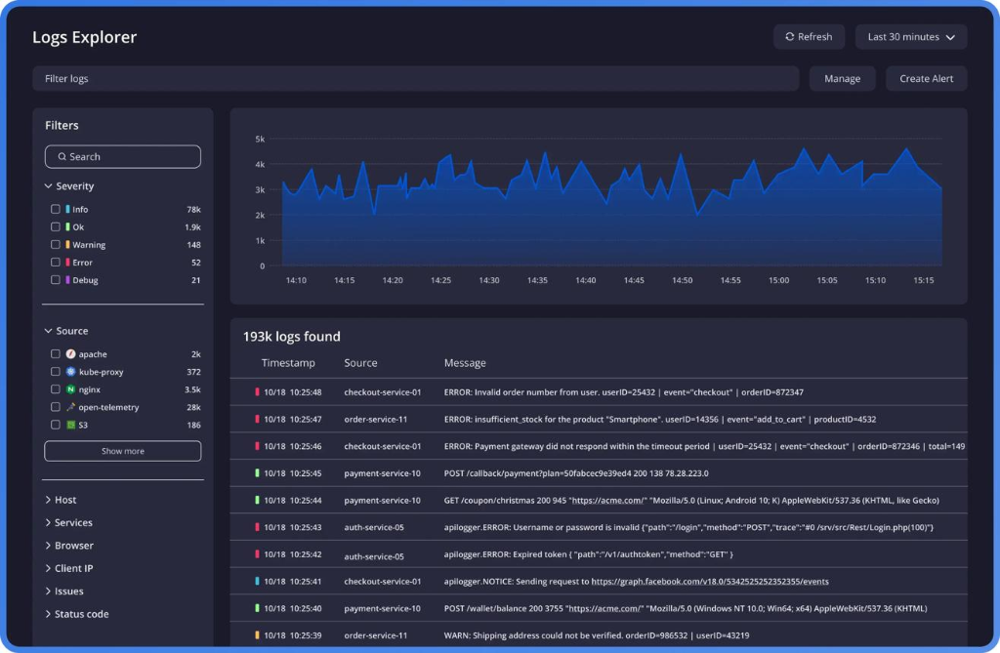 Logs Explorer
Refresh
Last 30 minutes
Filter logs
Manage
Create Alert
Filters
Search
Severity
Info 78k
Ok 1.9k
Warning 148
Error 52
Debug 21
Source
apache 2k
kube-proxy 372
nginx 3.5k
open-telemetry 28k
S3 186
Show more
Host
Services
Browser
Client IP
Issues
Status code
5k
4k
3k
2k
1k
0
14:10 14:15 14:20 14:25 14:30 14:35 14:40 14:45 14:50 14:55 15:00 15:05 15:10 15:15
193k logs found
Timestamp Source Message
10/18 10:25:48 checkout-service-01 ERROR: Invalid order number from user. userID=25432 | event="checkout" | orderID=872347
10/18 10:25:47 order-service-11 ERROR: insufficient_stock for the product "Smartphone". userID=14356 | event="add_to_cart" | productID=4532
10/18 10:25:46 checkout-service-01 ERROR: Payment gateway did not respond within the timeout period | userID=25432 | event="checkout" | orderID=872346 | total=149
10/18 10:25:45 payment-service-10 POST /callback/payment?plan=50fabcec9e39ed4 200 138 78.28.223.0
10/18 10:25:44 payment-service-10 GET /coupon/christmas 200 945 "https://acme.com/" "Mozilla/5.0 (Linux; Android 10; K) AppleWebKit/537.36 (KHTML, like Gecko)
10/18 10:25:43 auth-service-05 apilogger.ERROR: Username or password is invalid {"path":"/login","method":"POST","trace":"#0 /srv/src/Rest/Login.php(100)"}
10/18 10:25:42 auth-service-05 apilogger.ERROR: Expired token { "path":"/v1/authtoken","method":"GET" }
10/18 10:25:41 checkout-service-01 apilogger.NOTICE: Sending request to https://graph.facebook.com/v18.0/5342525252352355/events
10/18 10:25:40 payment-service-10 POST /wallet/balance 200 3755 "https://acme.com/" "Mozilla/5.0 (Windows NT 10.0; Win64; x64) AppleWebKit/537.36 (KHTML)
10/18 10:25:39 order-service-11 WARN: Shipping address could not be verified. orderID=986532 | userID=43219